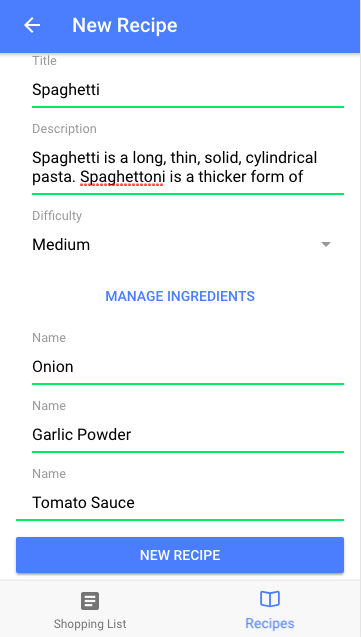 New Recipe
Title
Spaghetti
Description
Spaghetti is a long, thin, solid, cylindrical
pasta. Spaghettoni is a thicker form of
Difficulty
Medium
MANAGE INGREDIENTS
Name
Onion
Name
Garlic Powder
Name
Tomato Sauce
NEW RECIPE
Shopping List
Recipes